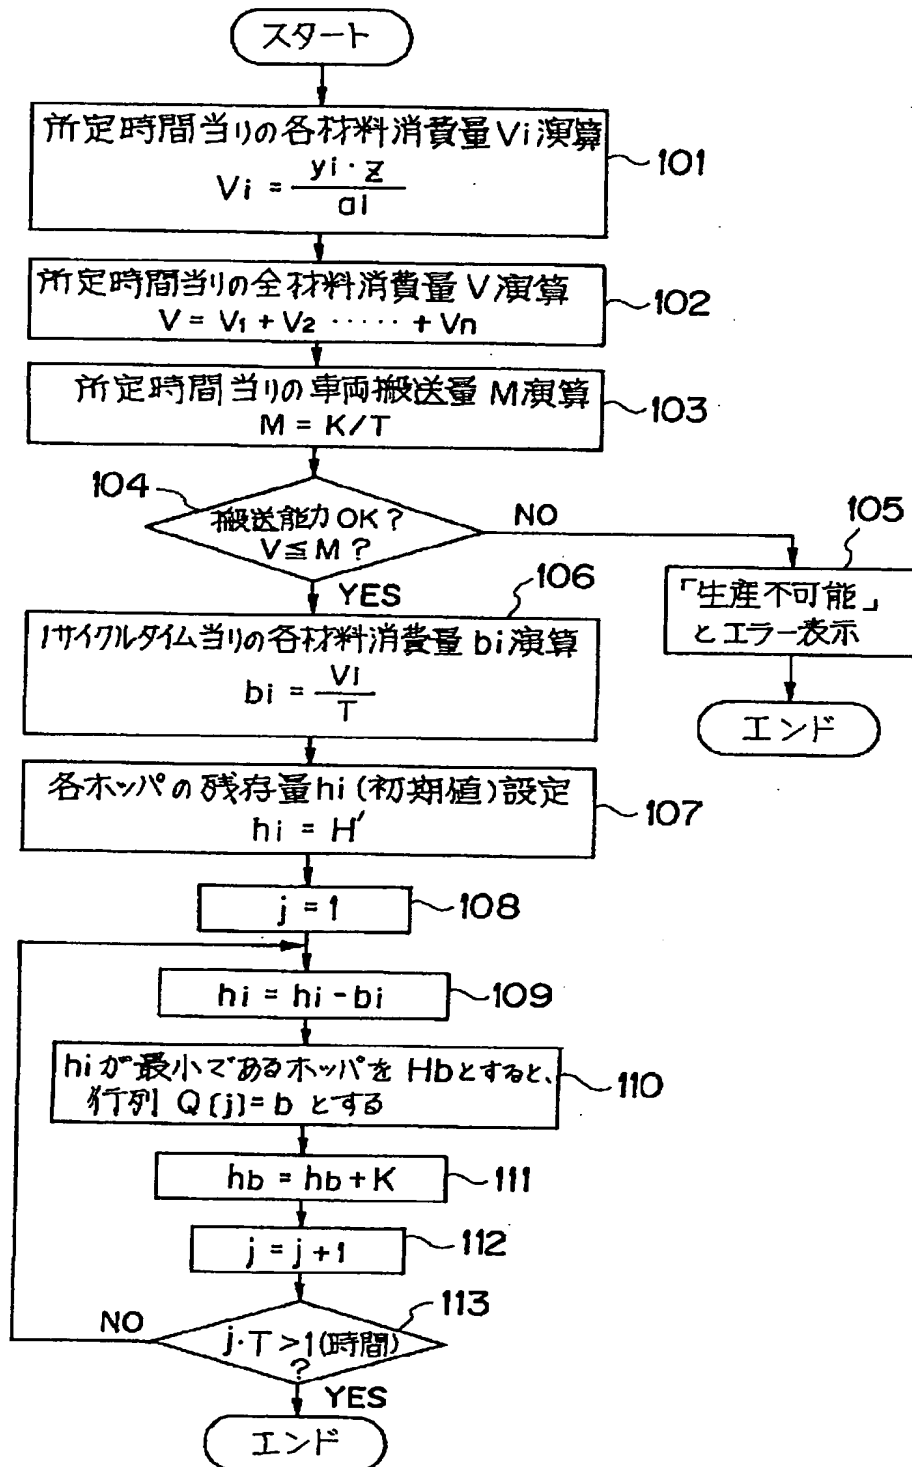 スタート
所定時間当りの各材料消費量Vi演算
Vi = yi・z / ai
101
所定時間当りの全材料消費量 V演算
V = V1 + V2 ・・・・・ + Vn
102
所定時間当りの車両搬送量 M演算
M = K/T
103
104
搬送能力OK?
V≦M?
NO
YES
105
「生産不可能」
とエラー表示
エンド
106
1サイクルタイム当りの各材料消費量 bi演算
bi = Vi / T
各ホッパの残存量hi(初期値)設定
hi = H'
107
j = 1
108
hi = hi - bi
109
hiが最小であるホッパを Hbとすると、
行列 Q[j]=b とする
110
hb = hb + K
111
j = j + 1
112
113
NO
j・T > 1(時間)
?
YES
エンド